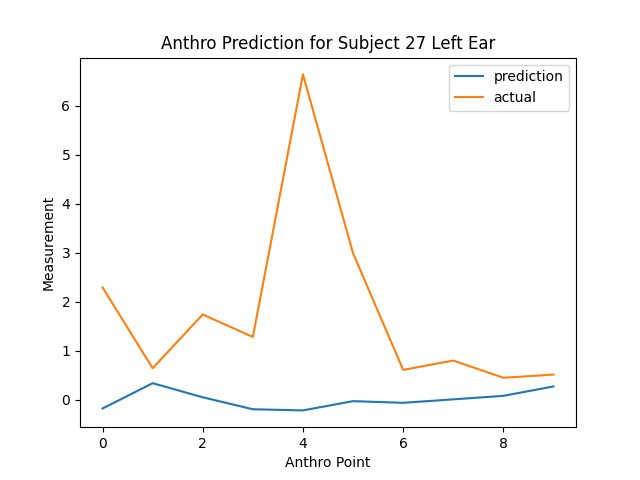 Anthro Prediction for Subject 27 Left Ear
prediction
actual
6
5
4
3
2
1
0
Measurement
0 2 4 6 8
Anthro Point